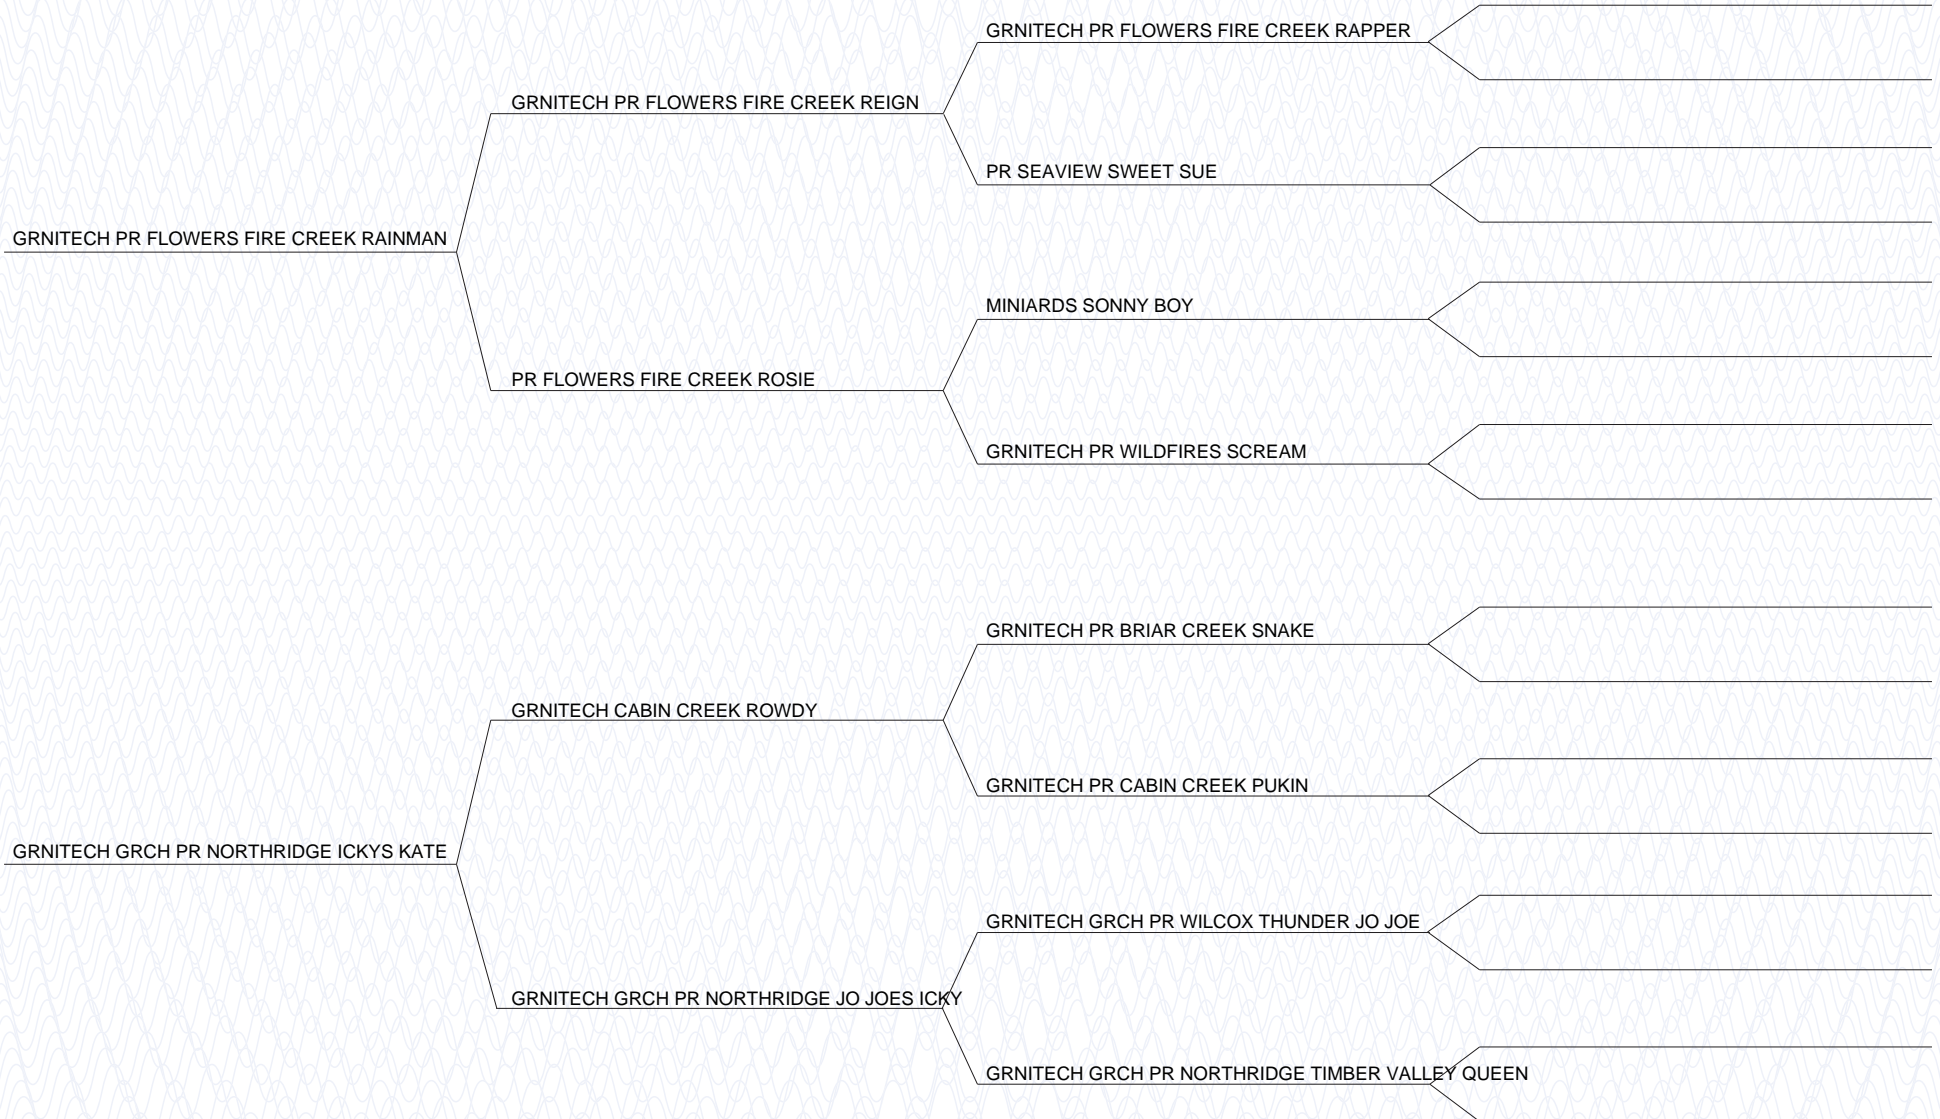 GRNITECH PR FLOWERS FIRE CREEK RAPPER
GRNITECH PR FLOWERS FIRE CREEK REIGN
PR SEAVIEW SWEET SUE
GRNITECH PR FLOWERS FIRE CREEK RAINMAN
MINIARDS SONNY BOY
PR FLOWERS FIRE CREEK ROSIE
GRNITECH PR WILDFIRES SCREAM
GRNITECH PR BRIAR CREEK SNAKE
GRNITECH CABIN CREEK ROWDY
GRNITECH PR CABIN CREEK PUKIN
GRNITECH GRCH PR NORTHRIDGE ICKYS KATE
GRNITECH GRCH PR WILCOX THUNDER JO JOE
GRNITECH GRCH PR NORTHRIDGE JO JOES ICKY
GRNITECH GRCH PR NORTHRIDGE TIMBER VALLEY QUEEN